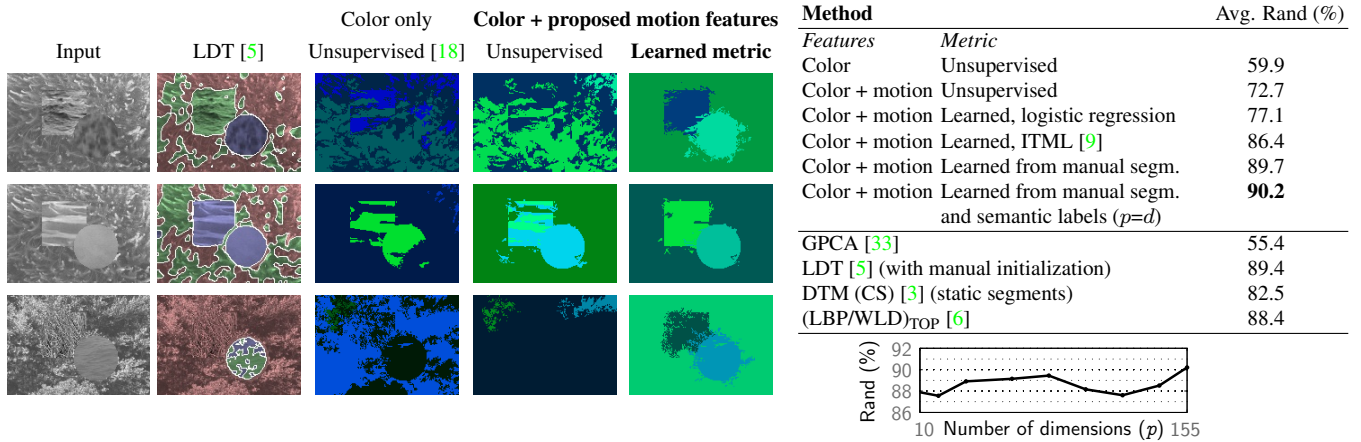 Color only Color + proposed motion features
Input LDT [5] Unsupervised [18] Unsupervised Learned metric
Method Avg. Rand (%)
Features Metric
Color Unsupervised 59.9
Color + motion Unsupervised 72.7
Color + motion Learned, logistic regression 77.1
Color + motion Learned, ITML [9] 86.4
Color + motion Learned from manual segm. 89.7
Color + motion Learned from manual segm. 90.2
and semantic labels (p=d)
GPCA [33] 55.4
LDT [5] (with manual initialization) 89.4
DTM (CS) [3] (static segments) 82.5
(LBP/WLD)TOP [6] 88.4
92
90
88
86
Rand (%)
10 Number of dimensions (p) 155